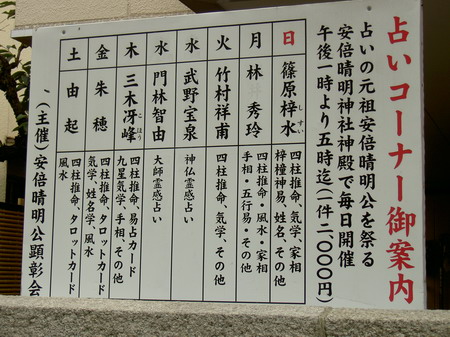 占いコーナー御案内
占いの元祖安倍晴明公を祭る
安倍晴明神社神殿で毎日開催
午後一時より五時迄(一件二、〇〇〇円)
日
篠原梓水
しすい
四柱推命、気学、家相
梓種神易、姓名、その他
月
林 秀玲
四柱推命・風水・家相
手相・五行易・その他
火
竹村祥甫
四柱推命、気学、その他
水
武野宝泉
神仏霊感占い
水
門林智由
大師霊感占い
木
三木冴峰
こほう
四柱推命、易占カード
九星気学、手相、その他
金
朱穂
四柱推命、タロットカード
気学、姓名学、風水
土
由起
四柱推命、タロットカード
風水
(主催)安倍晴明公顕彰会